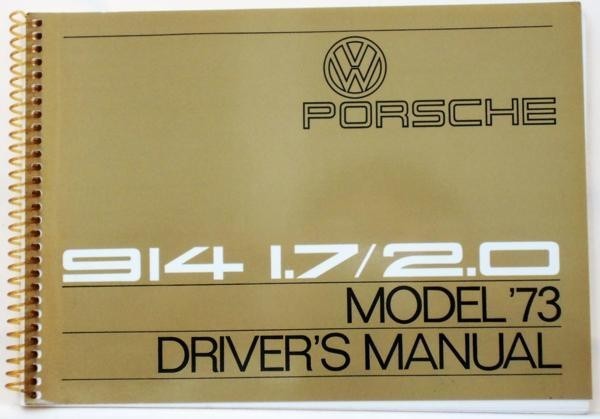 VW
PORSCHE
914 1.7/2.0
MODEL '73
DRIVER'S MANUAL